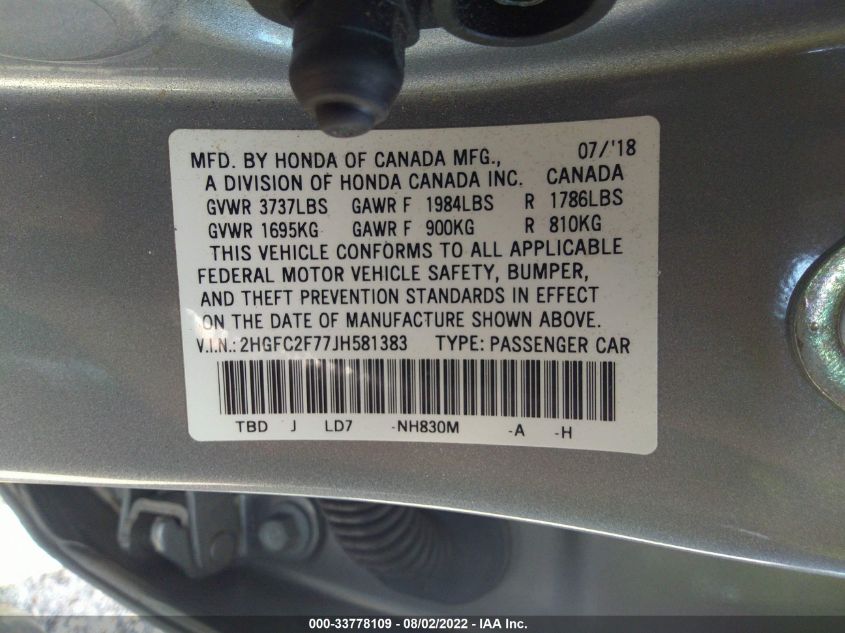 MFD. BY HONDA OF CANADA MFG., 07/'18
A DIVISION OF HONDA CANADA INC. CANADA
GVWR 3737LBS GAWR F 1984LBS R 1786LBS
GVWR 1695KG GAWR F 900KG R 810KG
THIS VEHICLE CONFORMS TO ALL APPLICABLE
FEDERAL MOTOR VEHICLE SAFETY, BUMPER,
AND THEFT PREVENTION STANDARDS IN EFFECT
ON THE DATE OF MANUFACTURE SHOWN ABOVE.
V.I.N.: 2HGFC2F77JH581383 TYPE: PASSENGER CAR
TBD J LD7 -NH830M -A -H
000-33778109 - 08/02/2022 - IAA Inc.